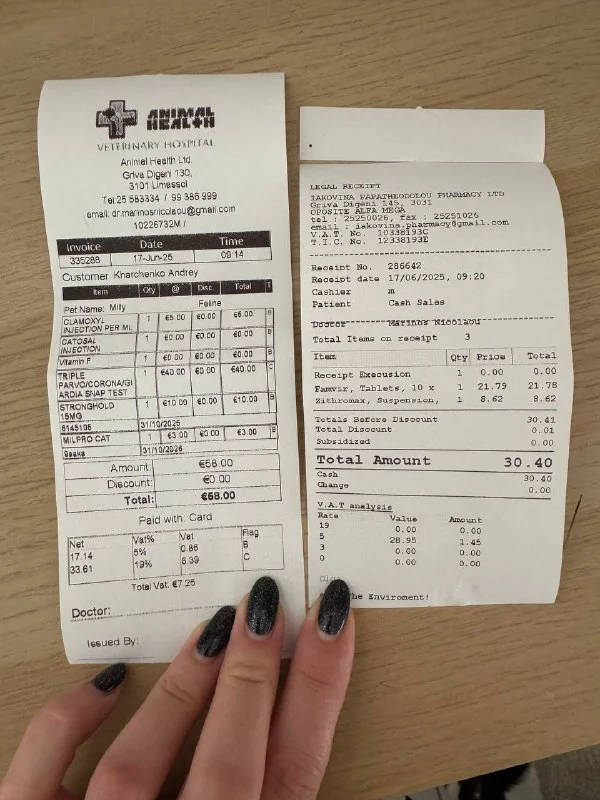 ANIMAL
HEALTH
VETERINARY HOSPITAL
Animal Health Ltd.
Griva Digeni 130,
3101 Limassol
Tel:25 583334 / 99 386 999
email: dr.marinosnicolaou@gmail.com
10226732M /
Invoice Date Time
335288 17-Jun-25 09:14
Customer Kharchenko Andrey
Item Qty @ Disc Total T
Pet Name: Mily Feline
CLAMOXYL INJECTION PER ML 1 €6.00 €0.00 €6.00 B
CATOSAL INJECTION 1 €0.00 €0.00 €0.00 B
Vitamin F 1 €0.00 €0.00 €0.00 B
TRIPLE PARVO/CORONA/GI ARDIA SNAP TEST 1 €40.00 €0.00 €40.00 C
STRONGHOLD 15MG 1 €10.00 €0.00 €10.00 B
8145105 31/10/2025
MILPRO CAT 1 €3.00 €0.00 €3.00 B
31/10/2026
Amount: €58.00
Discount: €0.00
Total: €58.00
Paid with: Card
Net Vat% Vat Flag
17.14 5% 0.86 B
33.61 19% 6.39 C
Total Vat: €7.25
Doctor:
Issued By:
LEGAL RECEIPT
IAKOVINA PAPATHEODOLOU PHARMACY LTD
Griva Digeni 145, 3031
OPOSITE ALFA MEGA
tel : 25250026, fax : 25251026
email : iakovina.pharmacy@gmail.com
V.A.T. No. 10338193C
T.I.C. No. 12338193E
Receipt No. 286642
Receipt date 17/06/2025, 09:20
Cashier m
Patient Cash Sales
Doctor Marinos Nicolaou
Total Items on receipt 3
Item Qty Price Total
Receipt Execusion 1 0.00 0.00
Famvir, Tablets, 10 x 1 21.79 21.78
Zithromax, Suspension, 1 8.62 8.62
Totals Before Discount 30.41
Total Discount 0.01
Subsidized 0.00
Total Amount 30.40
Cash 30.40
Change 0.00
V.A.T analysis
Rate Value Amount
19 0.00 0.00
5 28.95 1.45
3 0.00 0.00
0 0.00 0.00
The Enviroment!